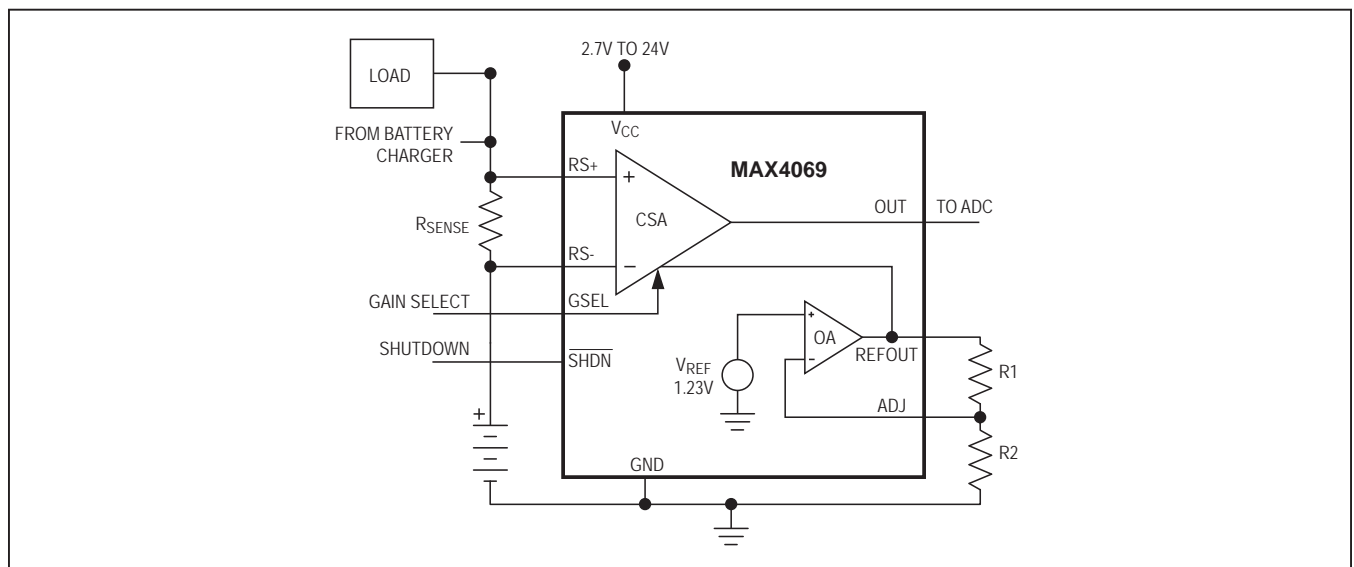 2.7V TO 24V
LOAD
FROM BATTERY
CHARGER
VCC
MAX4069
RS+
+
CSA
OUT
TO ADC
RSENSE
RS-
−
GAIN SELECT
GSEL
SHUTDOWN
SHDN
+
OA
−
REFOUT
VREF
1.23V
R1
ADJ
+
R2
GND